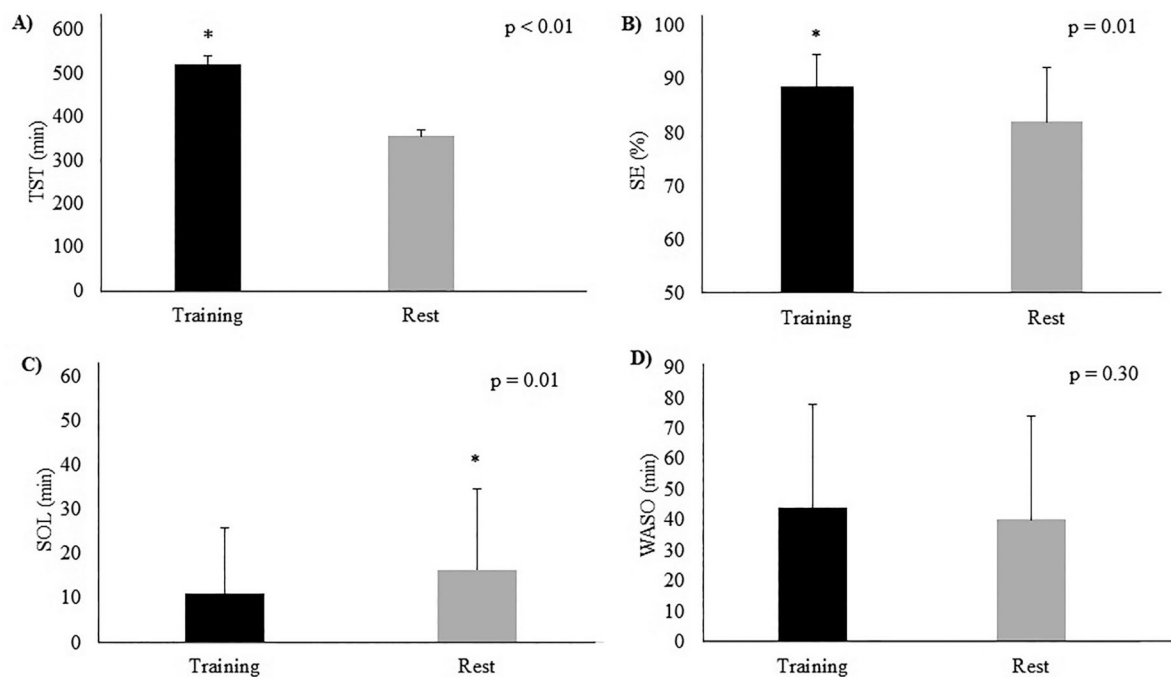 A)
p < 0.01
TST (min)
600
500
400
300
200
100
0
*
Training
Rest
B)
p = 0.01
SE (%)
100
90
80
70
60
50
*
Training
Rest
C)
p = 0.01
SOL (min)
60
50
40
30
20
10
0
*
Training
Rest
D)
p = 0.30
WASO (min)
90
80
70
60
50
40
30
20
10
0
Training
Rest